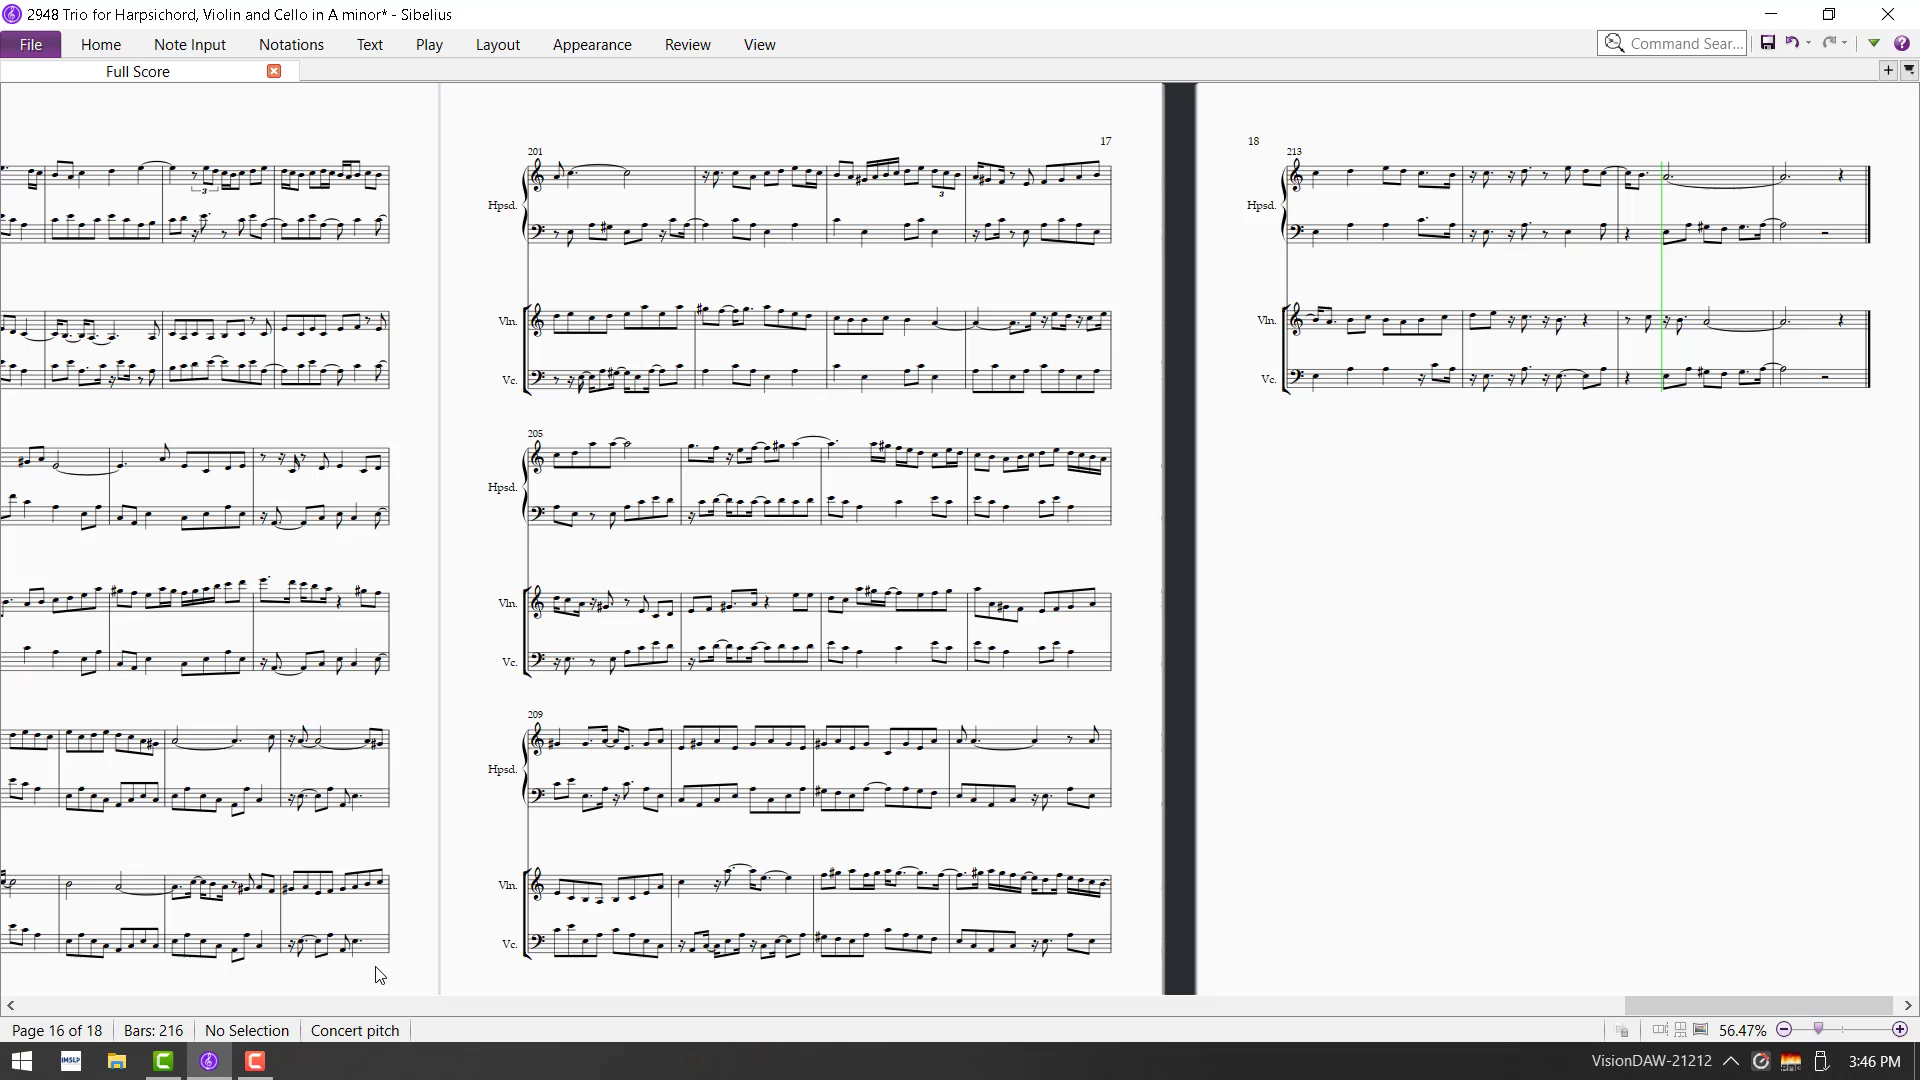 2948 Trio for Harpsichord, Violin and Cello in A minor* - Sibelius
File Home Note Input Notations Text Play Layout Appearance Review View
Command Sear...
Full Score
17
18
201
213
Hpsd.
Hpsd.
3
3
Vln.
Vln.
Vc.
Vc.
205
Hpsd.
Vln.
Vc.
209
Hpsd.
Vln.
Vc.
Page 16 of 18 Bars: 216 No Selection Concert pitch
56.47%
IMSLP
VisionDAW-21212
3:46 PM